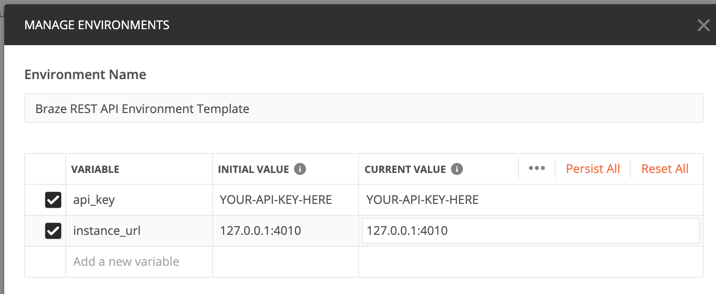 MANAGE ENVIRONMENTS
Environment Name
Braze REST API Environment Template
VARIABLE INITIAL VALUE CURRENT VALUE Persist All Reset All
api_key YOUR-API-KEY-HERE YOUR-API-KEY-HERE
instance_url 127.0.0.1:4010 127.0.0.1:4010
Add a new variable